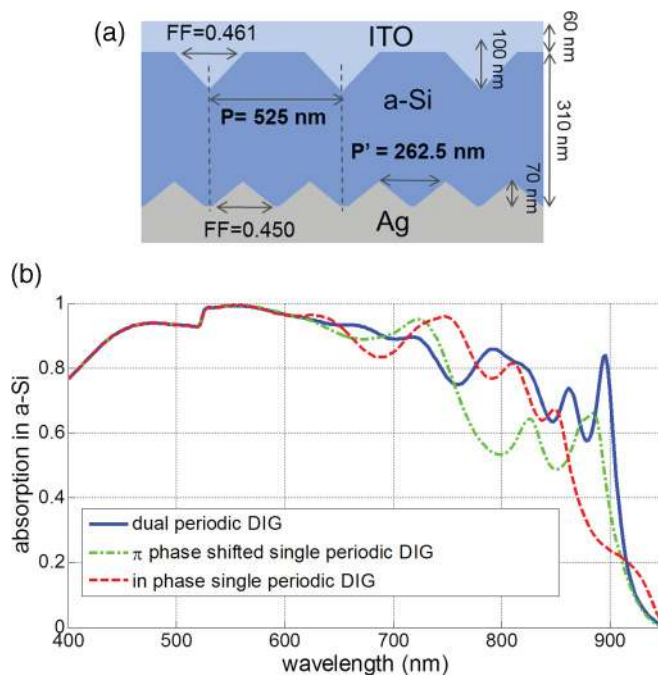 (a)
FF=0.461
ITO
100 nm
60 nm
a-Si
P= 525 nm
310 nm
P' = 262.5 nm
70 nm
FF=0.450
Ag
(b)
absorption in a-Si
1
0.8
0.6
0.4
0.2
0
dual periodic DIG
π phase shifted single periodic DIG
in phase single periodic DIG
400 500 600 700 800 900
wavelength (nm)